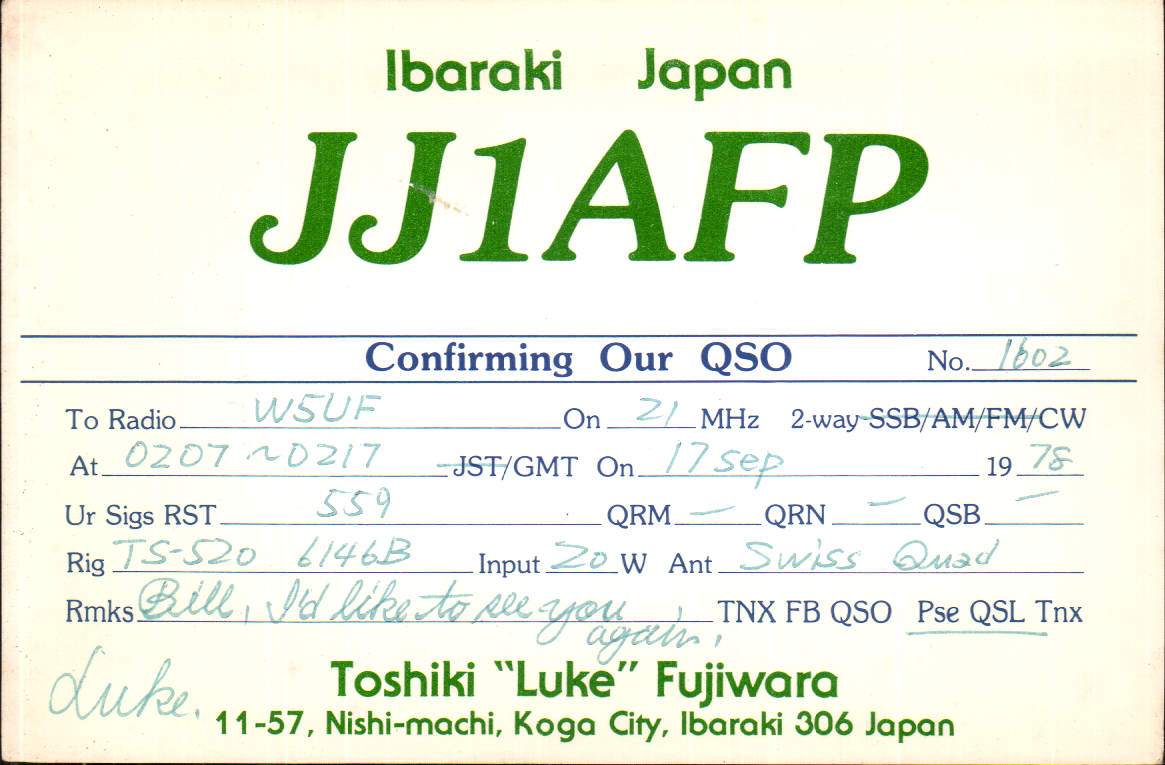 Ibaraki Japan
JJ1AFP
Confirming Our QSO No. 1602
To Radio W5UF On 21 MHz 2-way SSB/AM/FM/CW
At 0207 ~ 0217 JST/GMT On 17 Sep 1978
Ur Sigs RST 559 QRM — QRN — QSB —
Rig TS-520 6146B Input 20 W Ant Swiss Quad
Rmks Bill, I'd like to see you TNX FB QSO Pse QSL Tnx
again.
Luke.
Toshiki "Luke" Fujiwara
11-57, Nishi-machi, Koga City, Ibaraki 306 Japan